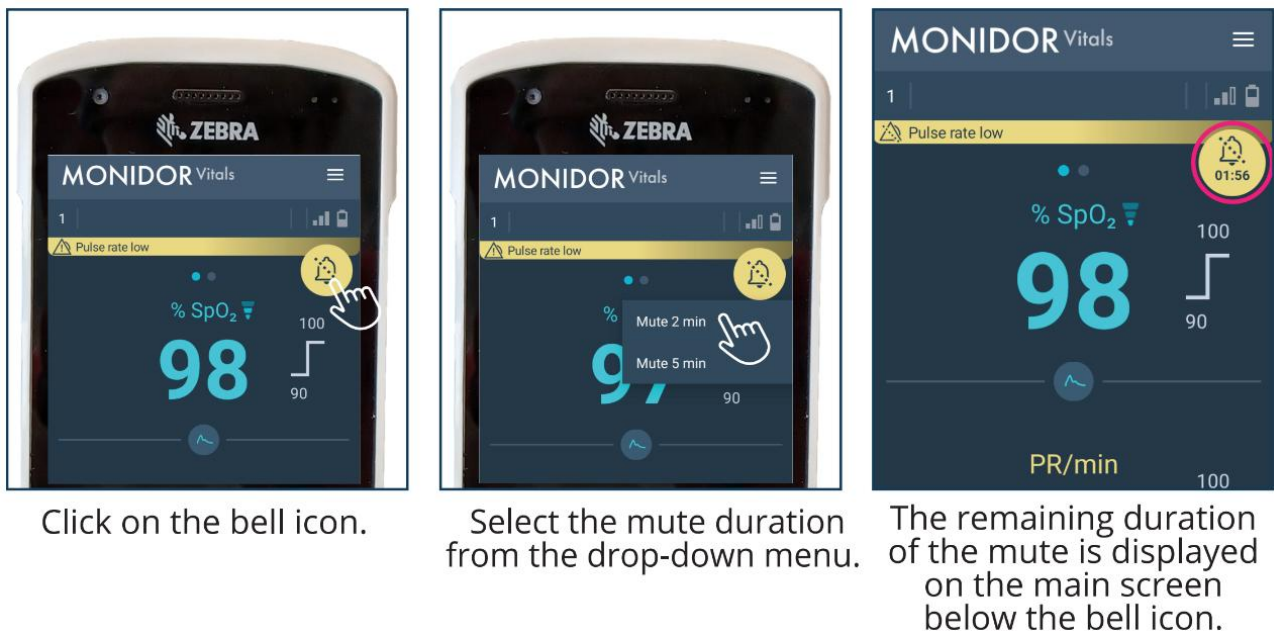 ZEBRA
MONIDOR Vitals
1
Pulse rate low
% SpO₂
100
98
90
Click on the bell icon.
ZEBRA
MONIDOR Vitals
1
Pulse rate low
%
Mute 2 min
Mute 5 min
97
90
Select the mute duration
from the drop-down menu.
MONIDOR Vitals
1
Pulse rate low
01:56
% SpO₂
100
98
90
PR/min
100
The remaining duration
of the mute is displayed
on the main screen
below the bell icon.